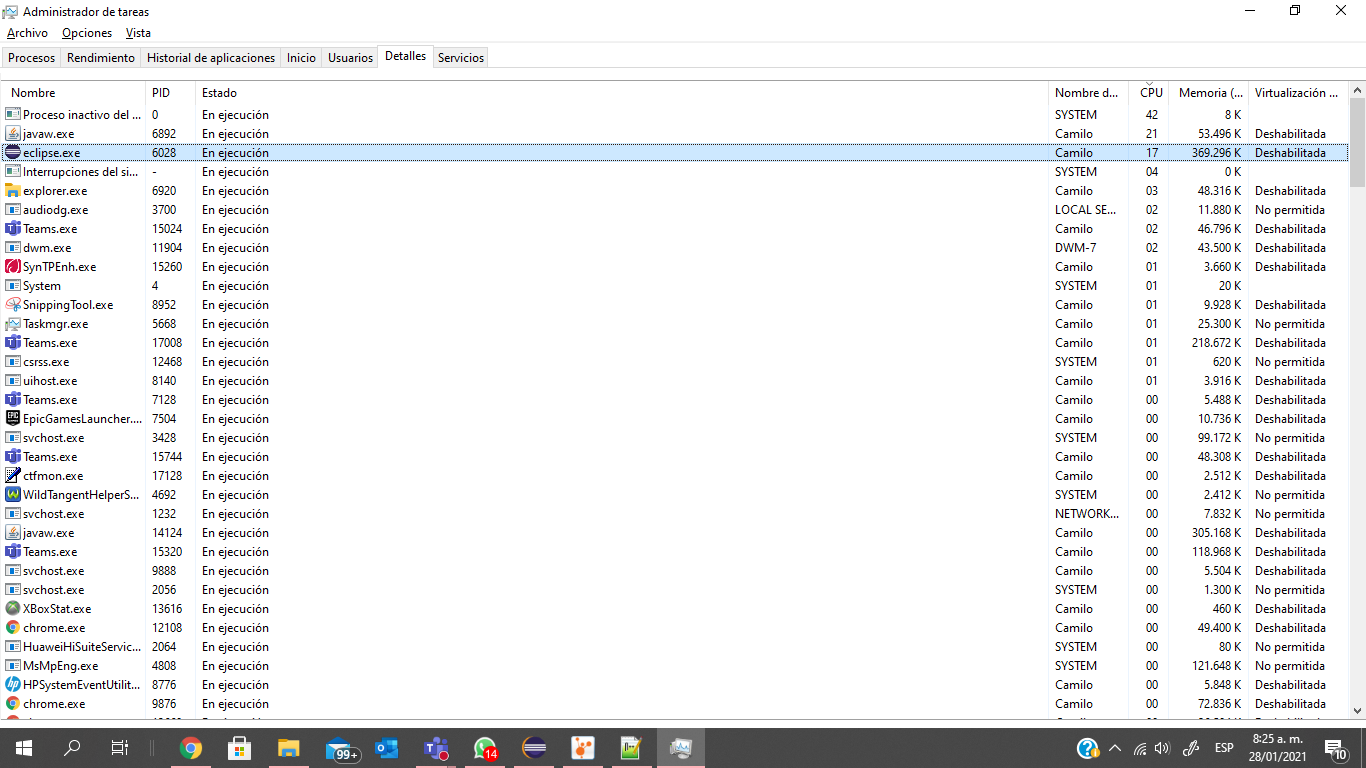 Administrador de tareas
Archivo Opciones Vista
Procesos Rendimiento Historial de aplicaciones Inicio Usuarios Detalles Servicios
Nombre PID Estado Nombre d... CPU Memoria (... Virtualización ...
Proceso inactivo del ... 0 En ejecución SYSTEM 42 8 K
javaw.exe 6892 En ejecución Camilo 21 53.496 K Deshabilitada
eclipse.exe 6028 En ejecución Camilo 17 369.296 K Deshabilitada
Interrupciones del si... - En ejecución SYSTEM 04 0 K
explorer.exe 6920 En ejecución Camilo 03 48.316 K Deshabilitada
audiodg.exe 3700 En ejecución LOCAL SE... 02 11.880 K No permitida
Teams.exe 15024 En ejecución Camilo 02 46.796 K Deshabilitada
dwm.exe 11904 En ejecución DWM-7 02 43.500 K Deshabilitada
SynTPEnh.exe 15260 En ejecución Camilo 01 3.660 K Deshabilitada
System 4 En ejecución SYSTEM 01 20 K
SnippingTool.exe 8952 En ejecución Camilo 01 9.928 K Deshabilitada
Taskmgr.exe 5668 En ejecución Camilo 01 25.300 K No permitida
Teams.exe 17008 En ejecución Camilo 01 218.672 K Deshabilitada
csrss.exe 12468 En ejecución SYSTEM 01 620 K No permitida
uihost.exe 8140 En ejecución Camilo 01 3.916 K Deshabilitada
Teams.exe 7128 En ejecución Camilo 00 5.488 K Deshabilitada
EpicGamesLauncher.... 7504 En ejecución Camilo 00 10.736 K Deshabilitada
svchost.exe 3428 En ejecución SYSTEM 00 99.172 K No permitida
Teams.exe 15744 En ejecución Camilo 00 48.308 K Deshabilitada
ctfmon.exe 17128 En ejecución Camilo 00 2.512 K Deshabilitada
WildTangentHelperS... 4692 En ejecución SYSTEM 00 2.412 K No permitida
svchost.exe 1232 En ejecución NETWORK... 00 7.832 K No permitida
javaw.exe 14124 En ejecución Camilo 00 305.168 K Deshabilitada
Teams.exe 15320 En ejecución Camilo 00 118.968 K Deshabilitada
svchost.exe 9888 En ejecución Camilo 00 5.504 K Deshabilitada
svchost.exe 2056 En ejecución SYSTEM 00 1.300 K No permitida
XBoxStat.exe 13616 En ejecución Camilo 00 460 K Deshabilitada
chrome.exe 12108 En ejecución Camilo 00 49.400 K Deshabilitada
HuaweiHiSuiteServic... 2064 En ejecución SYSTEM 00 80 K No permitida
MsMpEng.exe 4808 En ejecución SYSTEM 00 121.648 K No permitida
HPSystemEventUtilit... 8776 En ejecución Camilo 00 5.848 K Deshabilitada
chrome.exe 9876 En ejecución Camilo 00 72.836 K Deshabilitada
99+ 14 ESP 8:25 a. m. 10
28/01/2021